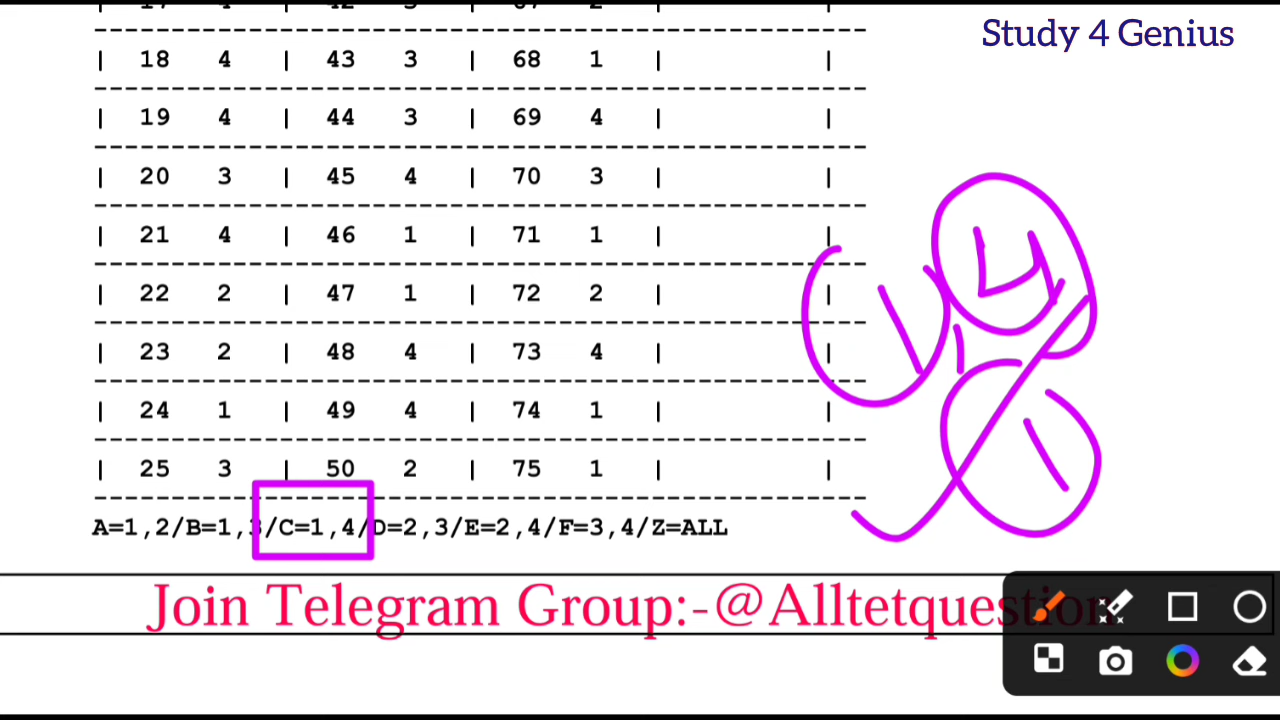 Study 4 Genius
| 18 4 | 43 3 | 68 1 | |
| 19 4 | 44 3 | 69 4 | |
| 20 3 | 45 4 | 70 3 | |
| 21 4 | 46 1 | 71 1 | |
| 22 2 | 47 1 | 72 2 | |
| 23 2 | 48 4 | 73 4 | |
| 24 1 | 49 4 | 74 1 | |
| 25 3 | 50 2 | 75 1 | |
A=1,2/B=1,3/C=1,4/D=2,3/E=2,4/F=3,4/Z=ALL
Join Telegram Group:-@Alltetquestion